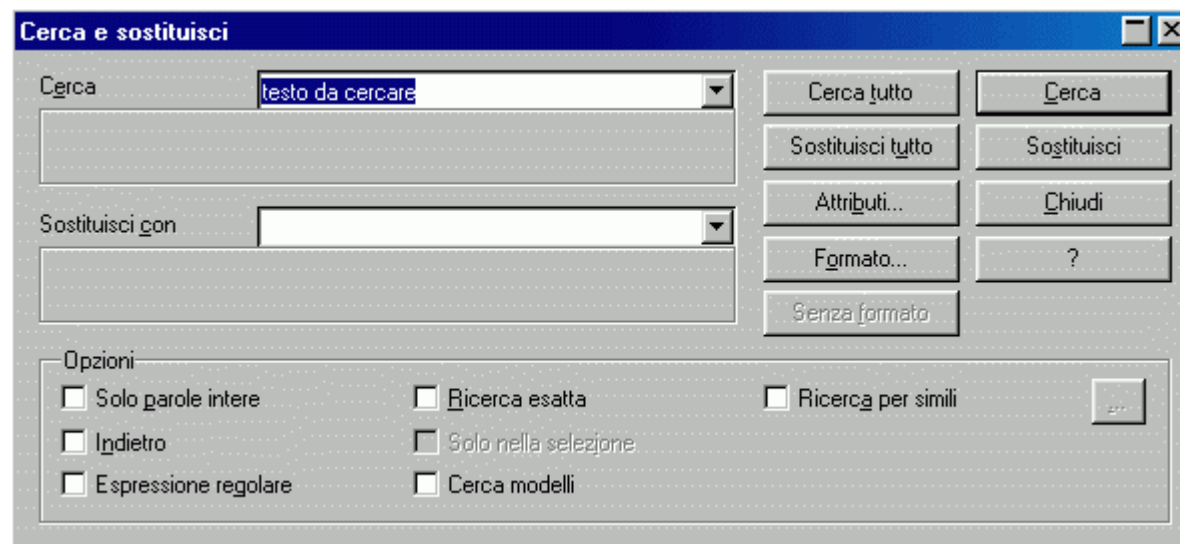 Cerca e sostituisci
Cerca
testo da cercare
Cerca tutto
Cerca
Sostituisci tutto
Sostituisci
Sostituisci con
Attributi...
Chiudi
Formato...
?
Senza formato
Opzioni
Solo parole intere
Ricerca esatta
Ricerca per simili
...
Indietro
Solo nella selezione
Espressione regolare
Cerca modelli